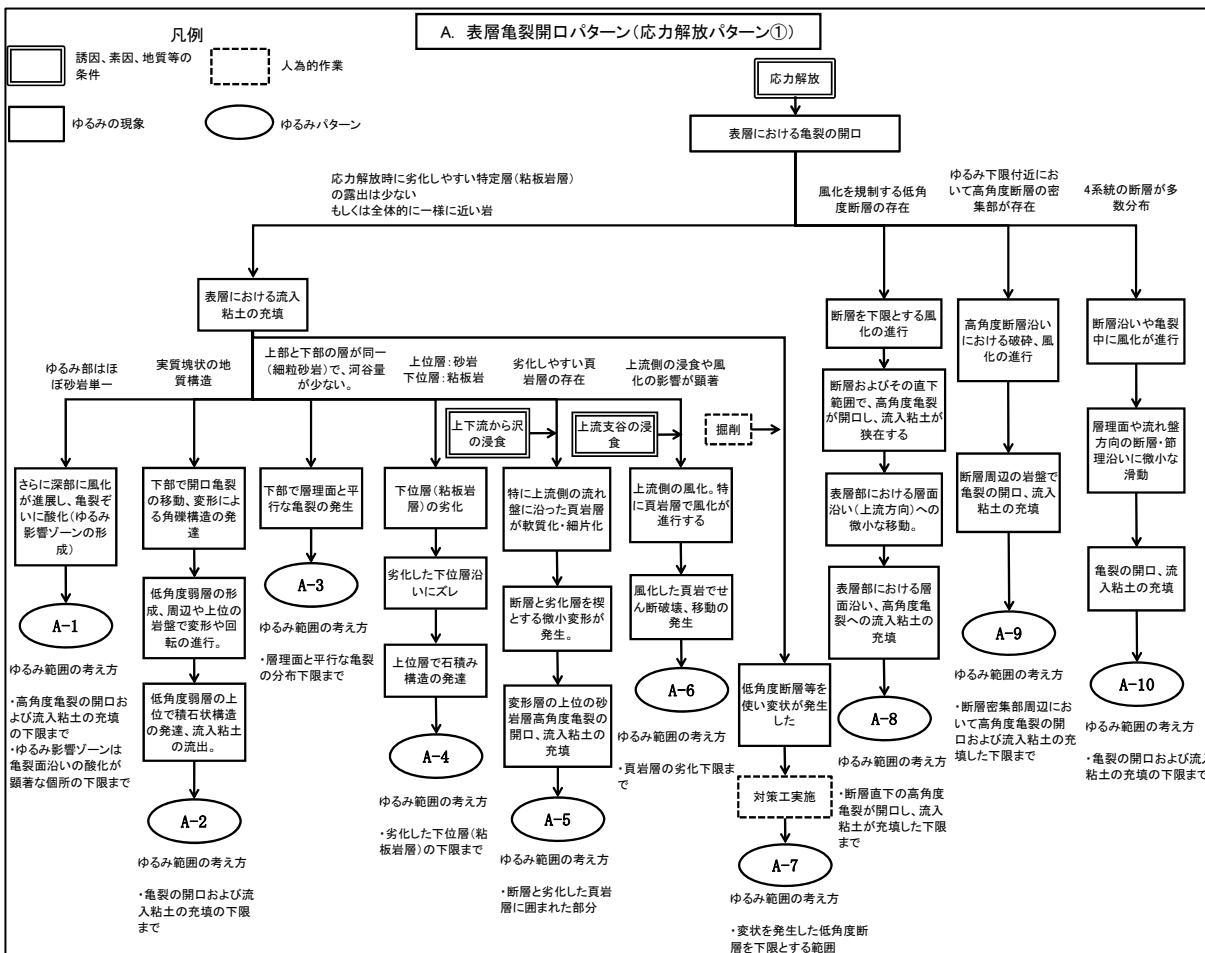 A. 表層亀裂開口パターン(応力解放パターン①)
凡例
誘因、素因、地質等の
条件
人為的作業
ゆるみの現象
ゆるみパターン
応力解放
表層における亀裂の開口
応力解放時に劣化しやすい特定層(粘板岩層)
の露出は少ない
もしくは全体的に一様に近い岩
風化を規制する低角
度断層の存在
ゆるみ下限付近にお
いて高角度断層の密
集部が存在
4系統の断層が多
数分布
表層における流入
粘土の充填
ゆるみ部はほ
ぼ砂岩単一
実質塊状の地
質構造
上部と下部の層が同一
(細粒砂岩)で、河谷量
が少ない。
上位層:砂岩
下位層:粘板岩
劣化しやすい頁
岩層の存在
上流側の浸食や風
化の影響が顕著
上下流から沢
の浸食
上流支谷の浸
食
掘削
さらに深部に風化
が進展し、亀裂ぞ
いに酸化(ゆるみ
影響ゾーンの形
成)
A-1
ゆるみ範囲の考え方
・高角度亀裂の開口お
よび流入粘土の充填
の下限まで
・ゆるみ影響ゾーンは
亀裂面沿いの酸化が
顕著な個所の下限まで
下部で開口亀裂
の移動、変形によ
る角礫構造の発
達
低角度弱層の形
成、周辺や上位の
岩盤で変形や回
転の進行。
低角度弱層の上
位で積石状構造
の発達、流入粘土
の流出。
A-2
ゆるみ範囲の考え方
・亀裂の開口および流
入粘土の充填の下限
まで
下部で層理面と平
行な亀裂の発生
A-3
ゆるみ範囲の考え方
・層理面と平行な亀裂
の分布下限まで
下位層(粘板岩
層)の劣化
劣化した下位層沿
いにズレ
上位層で石積み
構造の発達
A-4
ゆるみ範囲の考え方
・劣化した下位層(粘
板岩層)の下限まで
特に上流側の流れ
盤に沿った頁岩層
が軟質化・細片化
断層と劣化層を楔
とする微小変形が
発生。
変形層の上位の砂
岩層高角度亀裂の
開口、流入粘土の
充填
A-5
ゆるみ範囲の考え方
・断層と劣化した頁岩
層に囲まれた部分
上流側の風化。特
に頁岩層で風化が
進行する
風化した頁岩でせ
ん断破壊、移動の
発生
A-6
ゆるみ範囲の考え方
・頁岩層の劣化下限ま
で
低角度断層等を
使い変状が発生
した
対策工実施
A-7
ゆるみ範囲の考え方
・変状を発生した低角度断
層を下限とする範囲
断層を下限とする風
化の進行
断層およびその直下
範囲で、高角度亀裂
が開口し、流入粘土が
狭在する
表層部における層面
沿い(上流方向)への
微小な移動。
表層部における層
面沿い、高角度亀
裂への流入粘土の
充填
A-8
ゆるみ範囲の考え方
・断層直下の高角度
亀裂が開口し、流入
粘土が充填した下限
まで
高角度断層沿い
における破砕、風
化の進行
断層周辺の岩盤
で亀裂の開口、流
入粘土の充填
A-9
ゆるみ範囲の考え方
・断層密集部周辺に
おいて高角度亀裂の開
口および流入粘土の充
填した下限まで
断層沿いや亀裂
中に風化が進行
層理面や流れ盤
方向の断層・節
理沿いに微小な
滑動
亀裂の開口、流
入粘土の充填
A-10
ゆるみ範囲の考え方
・亀裂の開口および流入
粘土の充填の下限まで